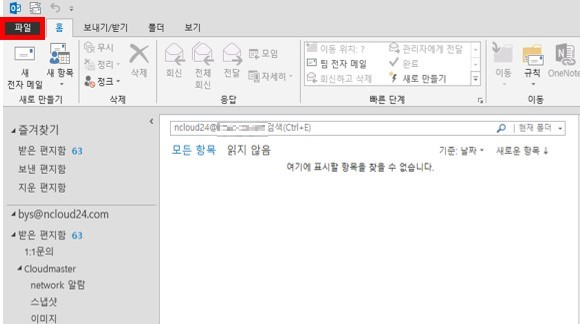 파일 홈 보내기/받기 폴더 보기
새 전자 메일
새 항목
새로 만들기
무시
정리
정크
삭제
삭제
회신
전체 회신
전달
모임
자세히
응답
이동 위치: ?
팀 전자 메일
회신하고 삭제
관리자에게 전달
완료
새로 만들기
빠른 단계
이동
규칙
OneNote
이동
즐겨찾기
받은 편지함 63
보낸 편지함
지운 편지함
bys@ncloud24.com
받은 편지함 63
1:1문의
Cloudmaster
network 알람
스냅샷
이미지
ncloud24@ 검색(Ctrl+E)
현재 폴더
모든 항목 읽지 않음
기준: 날짜 새로운 항목 ↓
여기에 표시할 항목을 찾을 수 없습니다.